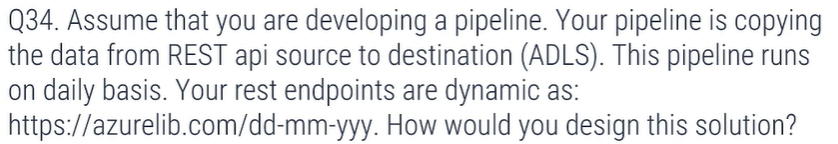 Q34. Assume that you are developing a pipeline. Your pipeline is copying
the data from REST api source to destination (ADLS). This pipeline runs
on daily basis. Your rest endpoints are dynamic as:
https://azurelib.com/dd-mm-yyy. How would you design this solution?